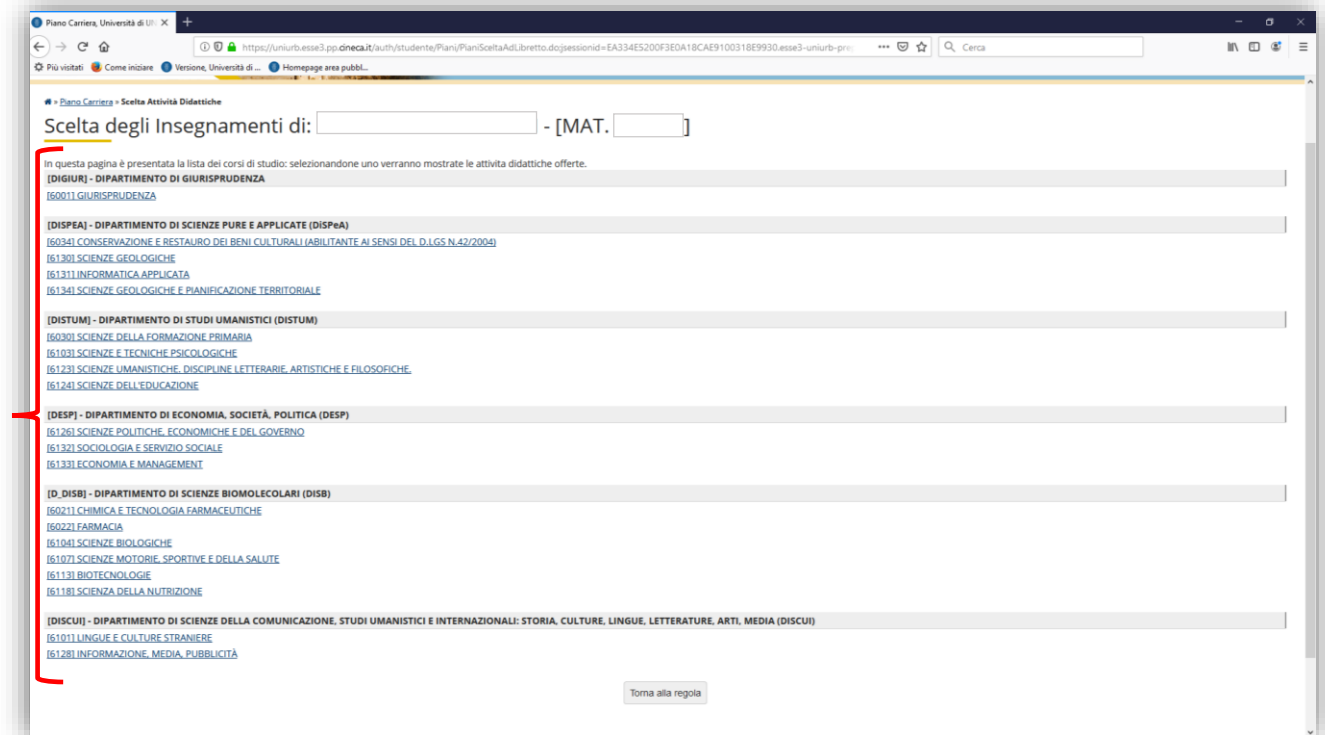 Piano Carriera, Università di UR
https://uniurb.esse3.pp.cineca.it/auth/studente/Piani/PianiSceltaAdLibretto.do;jsessionid=EA334E5200F3E0A18CAE9100318E9930.esse3-uniurb-pre
Cerca
Più visitati Come iniziare Versione, Università di ... Homepage area pubbl...
» Piano Carriera » Scelta Attività Didattiche
Scelta degli Insegnamenti di: - [MAT. ]
In questa pagina è presentata la lista dei corsi di studio: selezionandone uno verranno mostrate le attivita didattiche offerte.
[DIGIUR] - DIPARTIMENTO DI GIURISPRUDENZA
[6001] GIURISPRUDENZA
[DISPEA] - DIPARTIMENTO DI SCIENZE PURE E APPLICATE (DiSPeA)
[6034] CONSERVAZIONE E RESTAURO DEI BENI CULTURALI (ABILITANTE AI SENSI DEL D.LGS N.42/2004)
[6130] SCIENZE GEOLOGICHE
[6131] INFORMATICA APPLICATA
[6134] SCIENZE GEOLOGICHE E PIANIFICAZIONE TERRITORIALE
[DISTUM] - DIPARTIMENTO DI STUDI UMANISTICI (DISTUM)
[6030] SCIENZE DELLA FORMAZIONE PRIMARIA
[6103] SCIENZE E TECNICHE PSICOLOGICHE
[6123] SCIENZE UMANISTICHE. DISCIPLINE LETTERARIE, ARTISTICHE E FILOSOFICHE.
[6124] SCIENZE DELL'EDUCAZIONE
[DESP] - DIPARTIMENTO DI ECONOMIA, SOCIETÀ, POLITICA (DESP)
[6126] SCIENZE POLITICHE, ECONOMICHE E DEL GOVERNO
[6132] SOCIOLOGIA E SERVIZIO SOCIALE
[6133] ECONOMIA E MANAGEMENT
[D_DISB] - DIPARTIMENTO DI SCIENZE BIOMOLECOLARI (DISB)
[6021] CHIMICA E TECNOLOGIA FARMACEUTICHE
[6022] FARMACIA
[6104] SCIENZE BIOLOGICHE
[6107] SCIENZE MOTORIE, SPORTIVE E DELLA SALUTE
[6113] BIOTECNOLOGIE
[6118] SCIENZA DELLA NUTRIZIONE
[DISCUI] - DIPARTIMENTO DI SCIENZE DELLA COMUNICAZIONE, STUDI UMANISTICI E INTERNAZIONALI: STORIA, CULTURE, LINGUE, LETTERATURE, ARTI, MEDIA (DISCUI)
[6101] LINGUE E CULTURE STRANIERE
[6128] INFORMAZIONE, MEDIA, PUBBLICITÀ
Torna alla regola